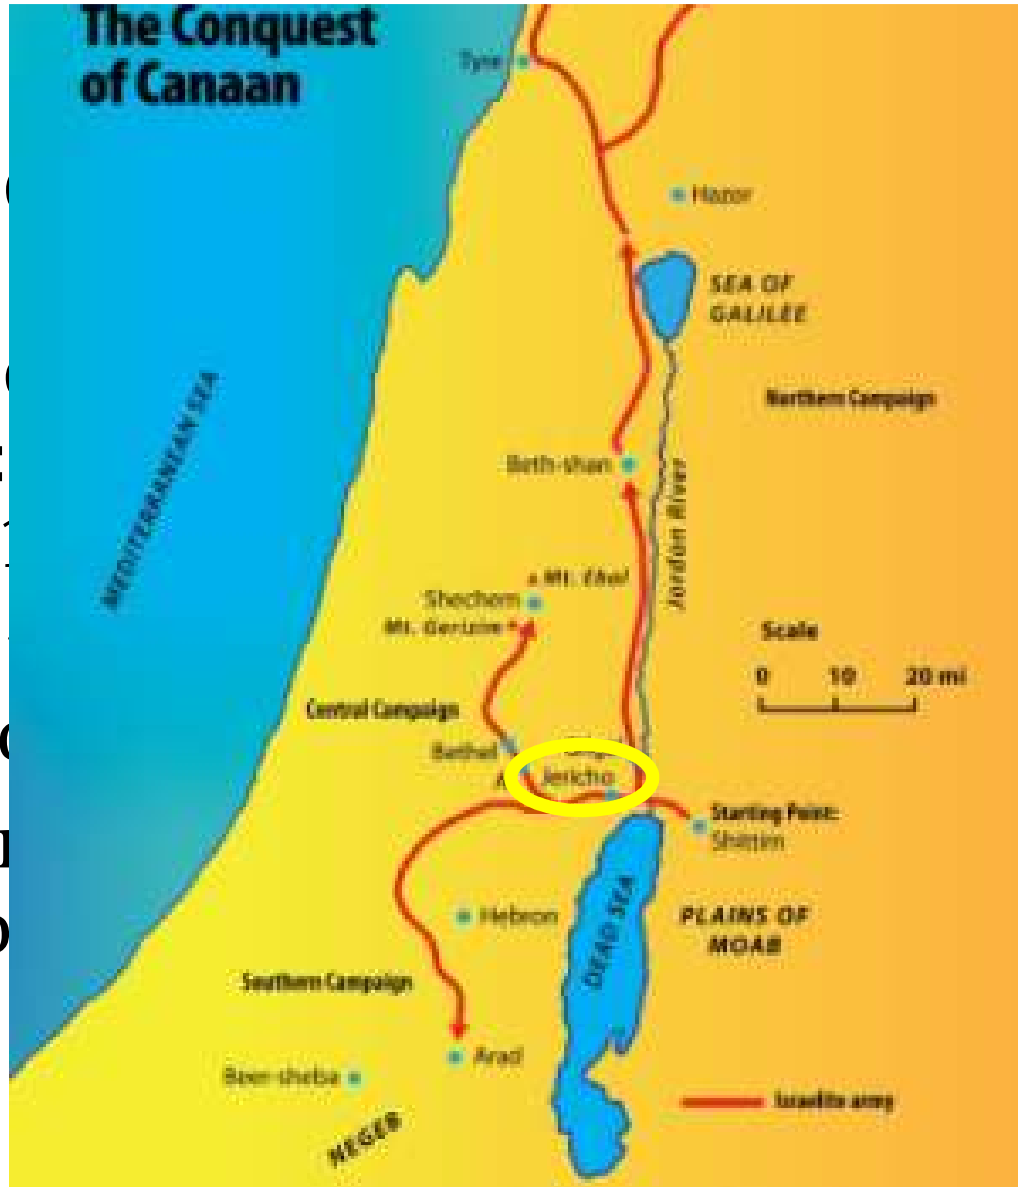 The Conquest
of Canaan
Tyre
Hazor
SEA OF
GALILEE
MEDITERRANEAN SEA
Northern Campaign
Beth-shan
Jordan River
Mt. Ebal
Shechem
Mt. Gerizim
Scale
0 10 20 mi
Central Campaign
Bethel
Jericho
Starting Point:
Shittim
Hebron
DEAD SEA
PLAINS OF
MOAB
Southern Campaign
Arad
Beer-sheba
NEGEB
Israelite army